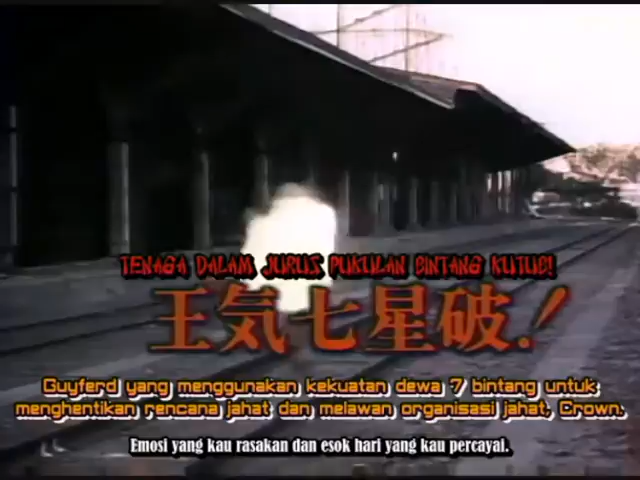 TENAGA DALAM JURUS PUKULAN BINTANG KUTUB!
王気七星破.!
Guyferd yang menggunakan kekuatan dewa 7 bintang untuk
menghentikan rencana jahat dan melawan organisasi jahat, Crown.
Emosi yang kau rasakan dan esok hari yang kau percayai.